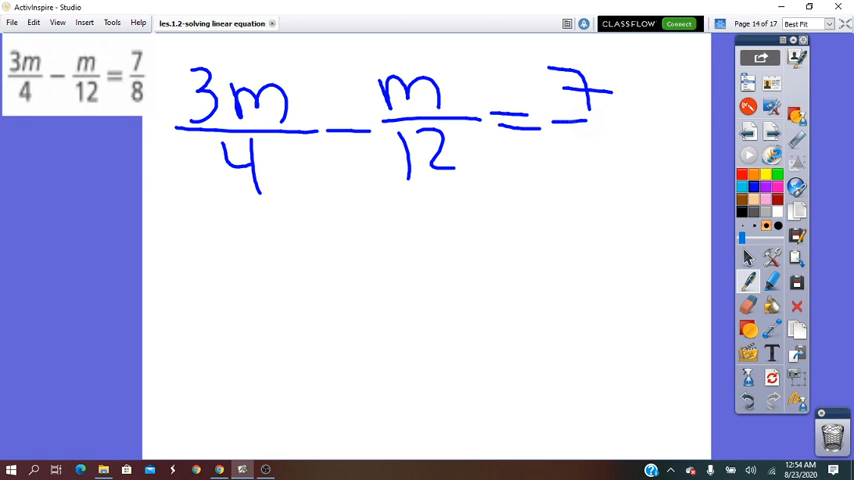 ActivInspire - Studio
File Edit View Insert Tools Help
les.1.2-solving linear equation
CLASSFLOW Connect
Page 14 of 17
Best Fit
3m/4 - m/12 = 7/8
3m/4 - m/12 = 7
T
12:54 AM
8/23/2020